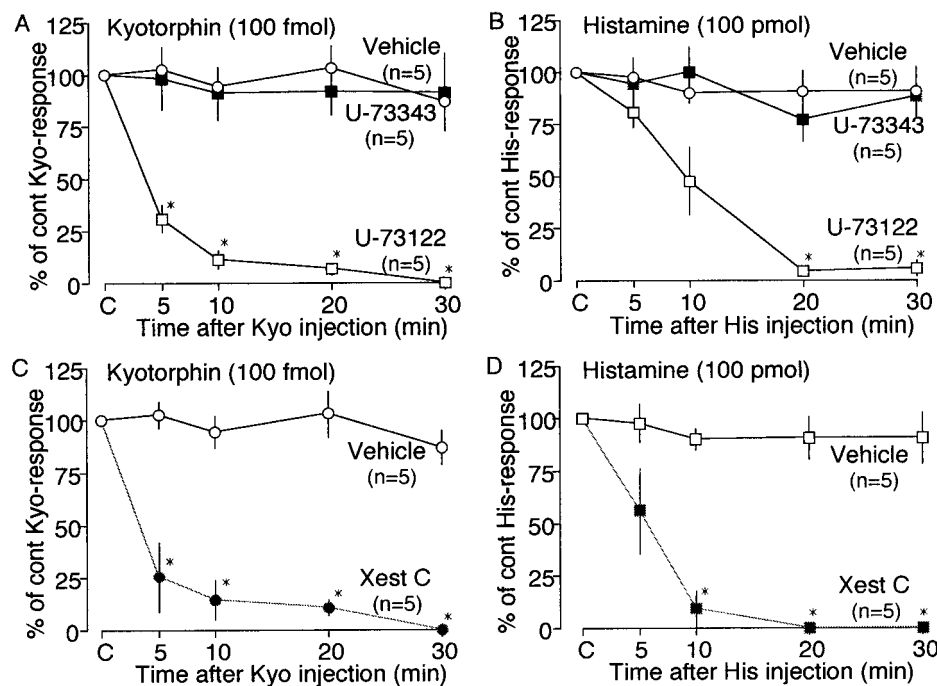 A
Kyotorphin (100 fmol)
% of cont Kyo-response
125
100
75
50
25
0
Vehicle
(n=5)
U-73343
(n=5)
U-73122
(n=5)
*
*
*
*
C 5 10 20 30
Time after Kyo injection (min)
B
Histamine (100 pmol)
% of cont His-response
125
100
75
50
25
0
Vehicle
(n=5)
U-73343
(n=5)
U-73122
(n=5)
*
*
C 5 10 20 30
Time after His injection (min)
C
Kyotorphin (100 fmol)
% of cont Kyo-response
125
100
75
50
25
0
Vehicle
(n=5)
Xest C
(n=5)
*
*
*
*
C 5 10 20 30
Time after Kyo injection (min)
D
Histamine (100 pmol)
% of cont His-response
125
100
75
50
25
0
Vehicle
(n=5)
Xest C
(n=5)
*
*
*
C 5 10 20 30
Time after His injection (min)